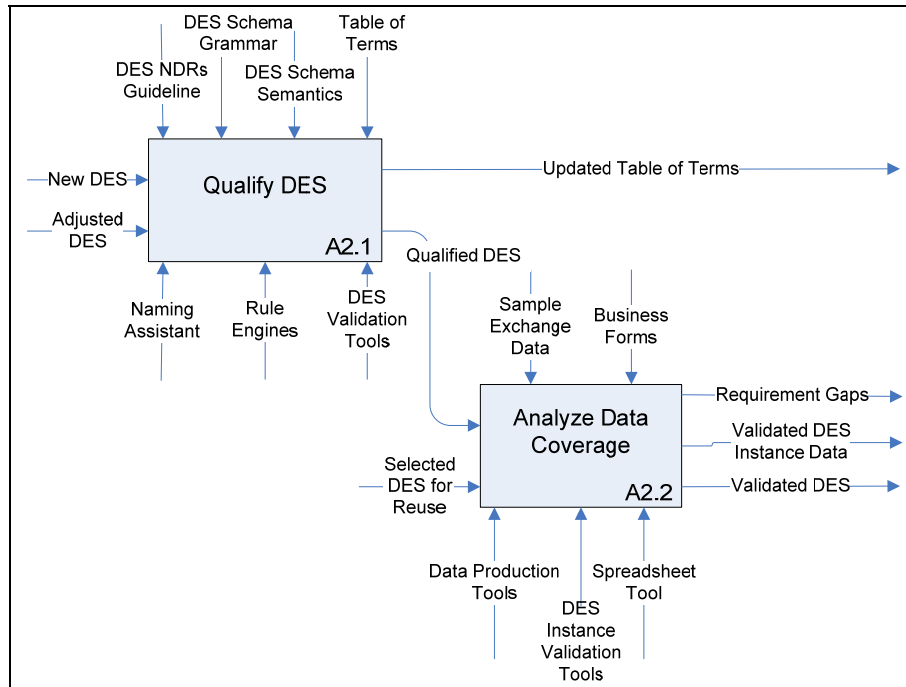 DES Schema
Grammar
Table of
Terms
DES NDRs
Guideline
DES Schema
Semantics
New DES
Adjusted
DES
Qualify DES
A2.1
Updated Table of Terms
Qualified DES
Naming
Assistant
Rule
Engines
DES
Validation
Tools
Sample
Exchange
Data
Business
Forms
Selected
DES for
Reuse
Analyze Data
Coverage
A2.2
Requirement Gaps
Validated DES
Instance Data
Validated DES
Data Production
Tools
DES
Instance
Validation
Tools
Spreadsheet
Tool